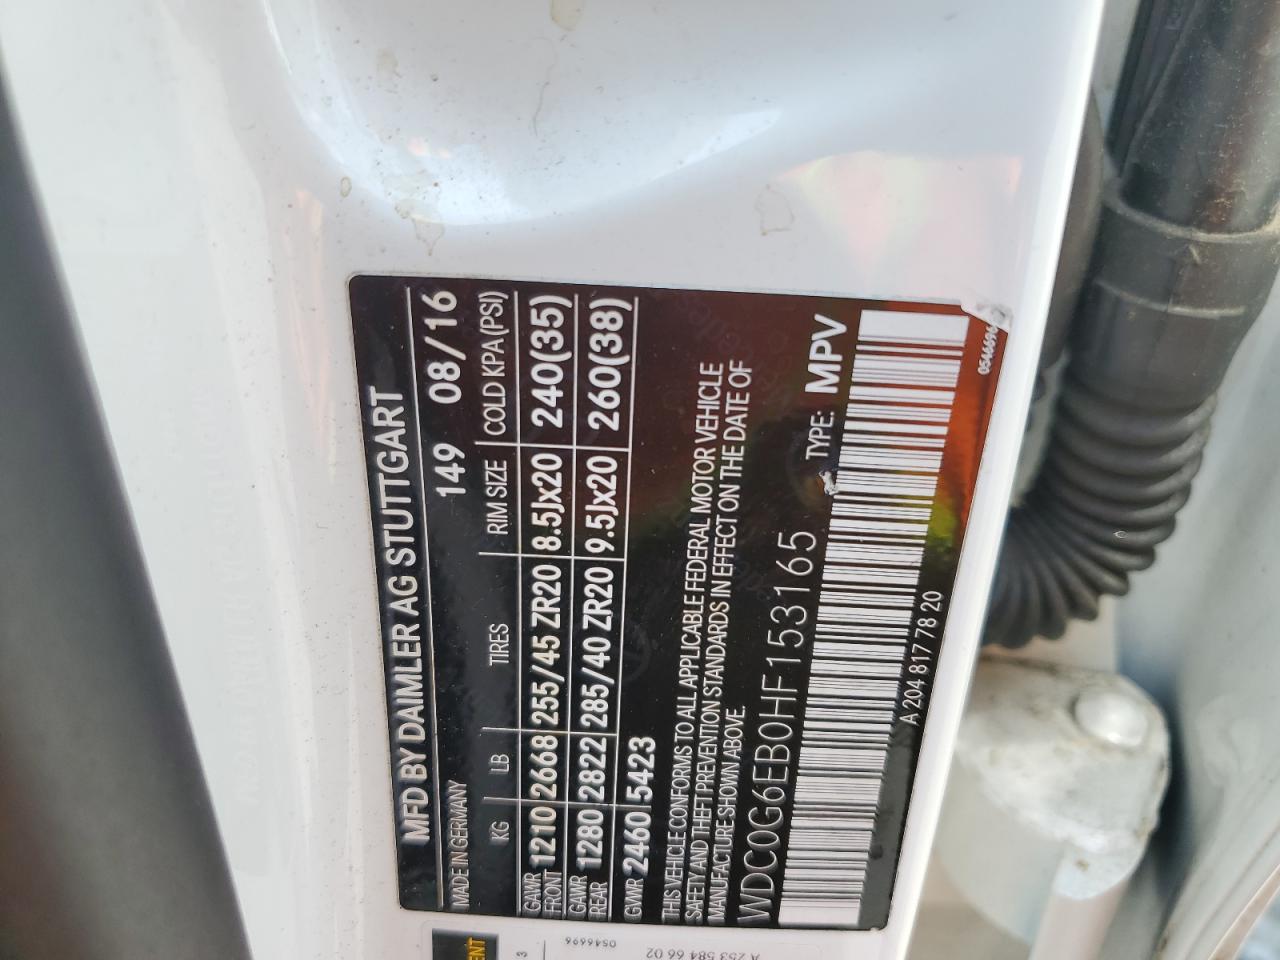 MFD BY DAIMLER AG STUTTGART
MADE IN GERMANY 149 08/16
KG LB TIRES RIM SIZE COLD KPA(PSI)
GAWR FRONT 1210 2668 255/45 ZR20 8.5Jx20 240(35)
GAWR REAR 1280 2822 285/40 ZR20 9.5Jx20 260(38)
GVWR 2460 5423
THIS VEHICLE CONFORMS TO ALL APPLICABLE FEDERAL MOTOR VEHICLE
SAFETY AND THEFT PREVENTION STANDARDS IN EFFECT ON THE DATE OF
MANUFACTURE SHOWN ABOVE.
WDC0G6EB0HF153165 TYPE: MPV
A 204 817 78 20
0546696
A 253 584 66 02
3